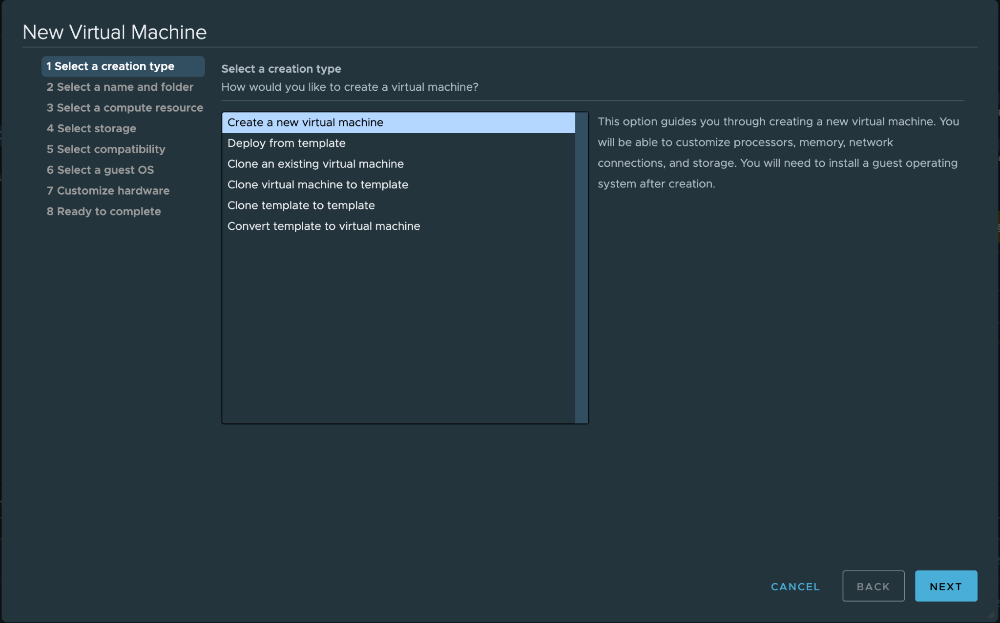 New Virtual Machine
1 Select a creation type
2 Select a name and folder
3 Select a compute resource
4 Select storage
5 Select compatibility
6 Select a guest OS
7 Customize hardware
8 Ready to complete
Select a creation type
How would you like to create a virtual machine?
Create a new virtual machine
Deploy from template
Clone an existing virtual machine
Clone virtual machine to template
Clone template to template
Convert template to virtual machine
This option guides you through creating a new virtual machine. You
will be able to customize processors, memory, network
connections, and storage. You will need to install a guest operating
system after creation.
CANCEL
BACK
NEXT